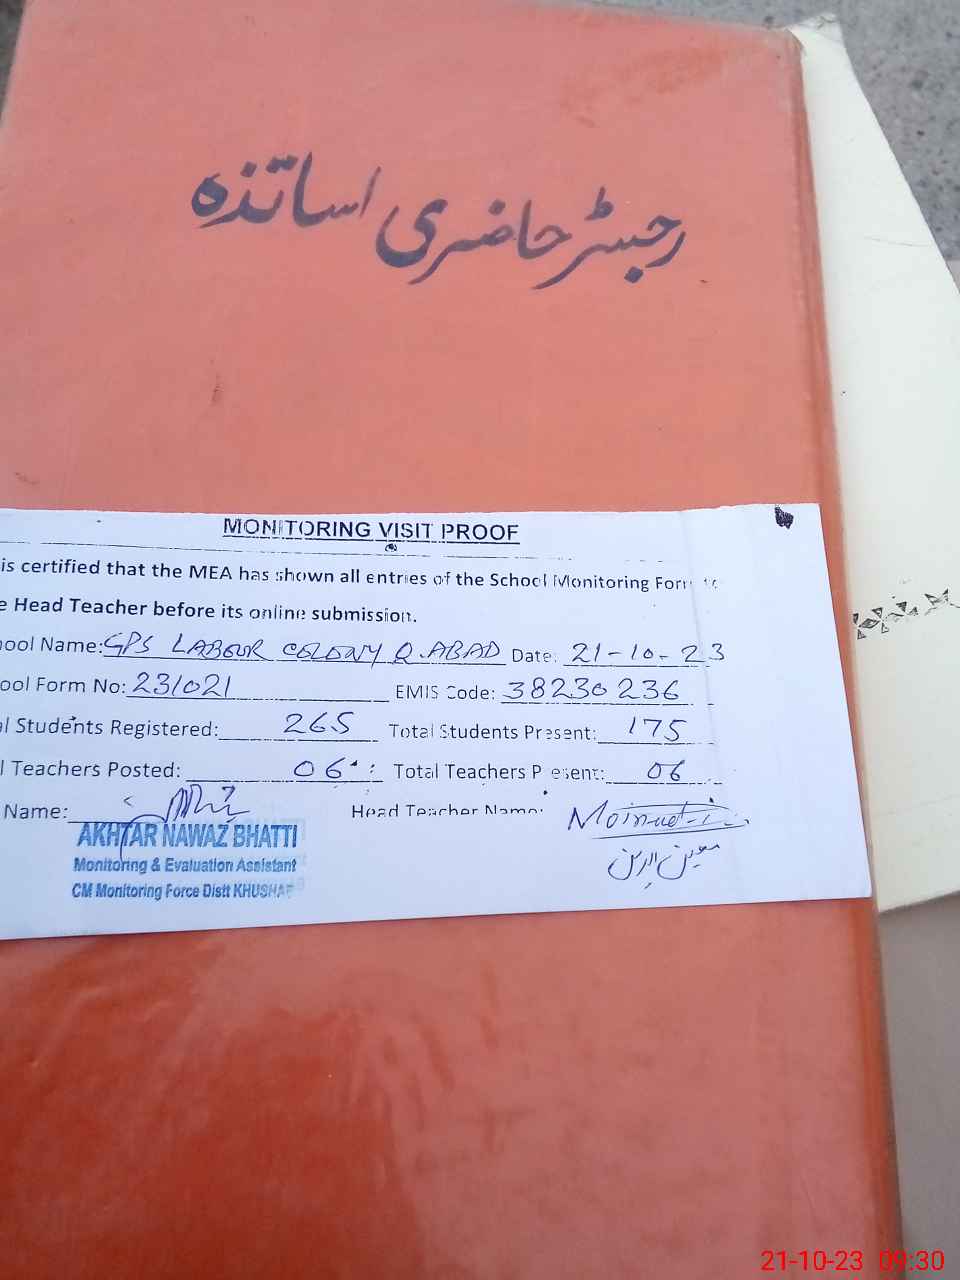 رجسٹر حاضری اساتذہ
MONITORING VISIT PROOF
is certified that the MEA has shown all entries of the School Monitoring Form to
e Head Teacher before its online submission.
ool Name: GPS LABOUR COLONY Q.ABAD Date: 21-10-23
ool Form No: 231021 EMIS Code: 38230236
al Students Registered: 265 Total Students Present: 175
l Teachers Posted: 06 Total Teachers Present: 06
Name: Head Teacher Name: Moinudin
معین الدین
AKHTAR NAWAZ BHATTI
Monitoring & Evaluation Assistant
CM Monitoring Force Distt KHUSHAB
21-10-23 09:30